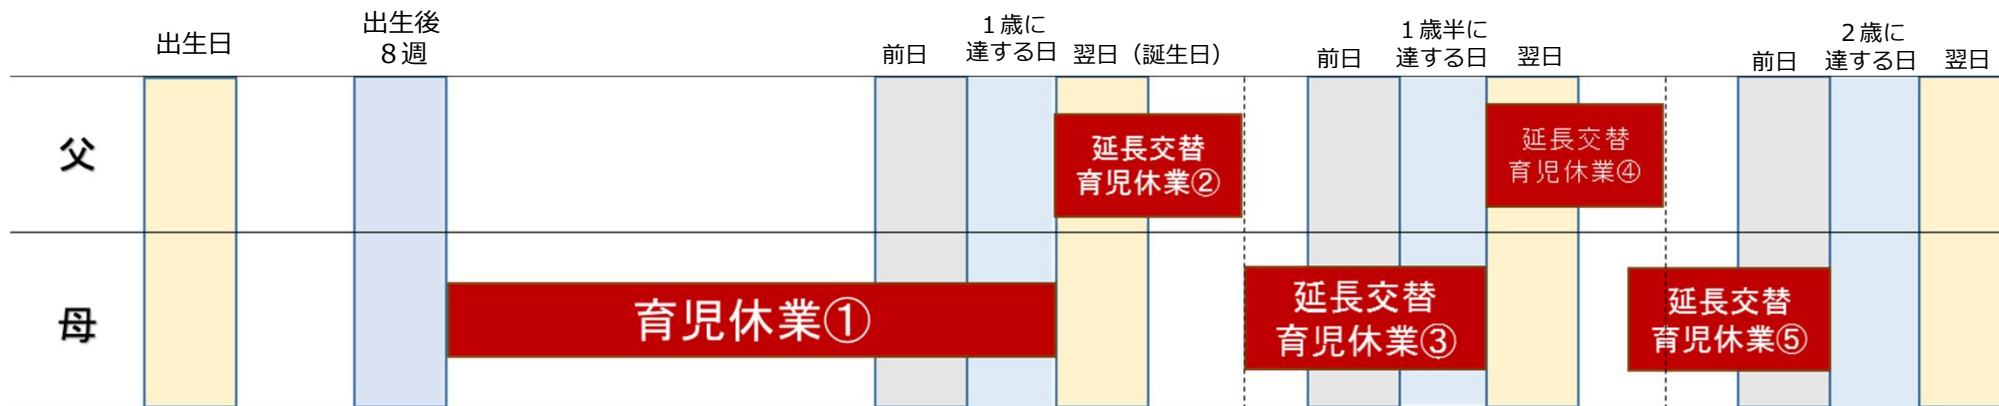 出生日
出生後
８週
前日
１歳に
達する日
翌日（誕生日）
前日
１歳半に
達する日
翌日
前日
２歳に
達する日
翌日
父
延長交替
育児休業②
延長交替
育児休業④
母
育児休業①
延長交替
育児休業③
延長交替
育児休業⑤